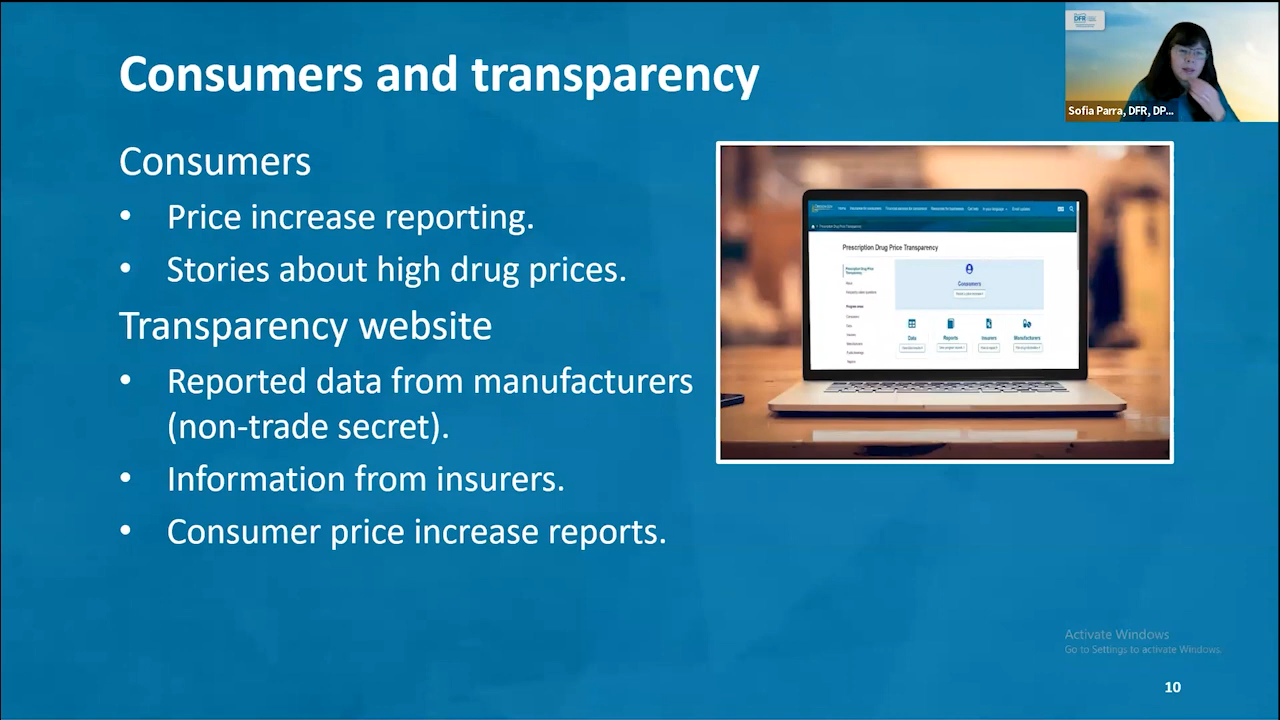 Consumers and transparency
DFR
Sofia Parra, DFR, DP...
Consumers
• Price increase reporting.
• Stories about high drug prices.
Transparency website
• Reported data from manufacturers
(non-trade secret).
• Information from insurers.
• Consumer price increase reports.
Prescription Drug Price Transparency
Consumers
Data
Reports
Insurers
Manufacturers
Activate Windows
Go to Settings to activate Windows.
10